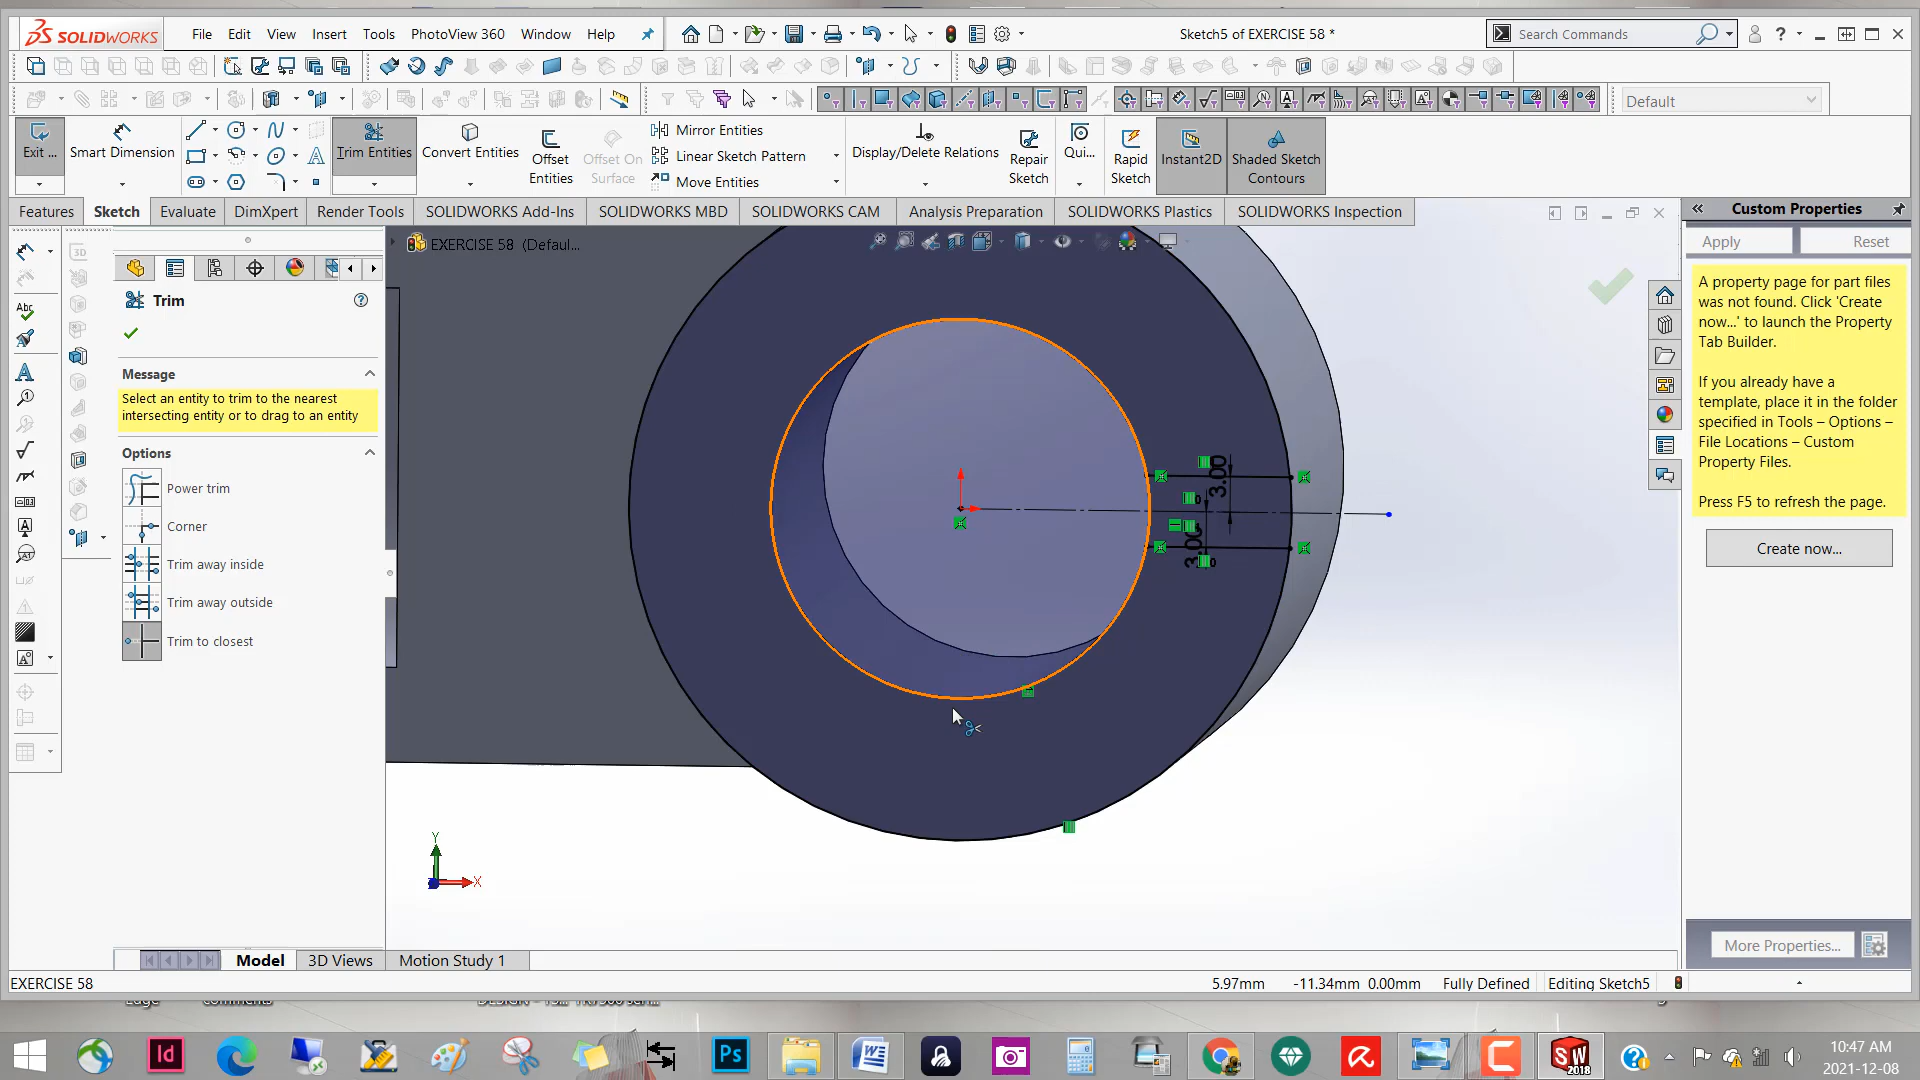 SOLIDWORKS
File Edit View Insert Tools PhotoView 360 Window Help
Sketch5 of EXERCISE 58 *
Search Commands
Default
Exit ...
Smart Dimension
Trim Entities
Convert Entities
Offset
Entities
Offset On
Surface
Mirror Entities
Linear Sketch Pattern
Move Entities
Display/Delete Relations
Repair
Sketch
Qui...
Rapid
Sketch
Instant2D
Shaded Sketch
Contours
Features Sketch Evaluate DimXpert Render Tools SOLIDWORKS Add-Ins SOLIDWORKS MBD SOLIDWORKS CAM Analysis Preparation SOLIDWORKS Plastics SOLIDWORKS Inspection
Custom Properties
Apply
Reset
A property page for part files
was not found. Click 'Create
now...' to launch the Property
Tab Builder.
If you already have a
template, place it in the folder
specified in Tools – Options –
File Locations – Custom
Property Files.
Press F5 to refresh the page.
Create now...
More Properties...
EXERCISE 58 (Defaul...
Trim
Message
Select an entity to trim to the nearest
intersecting entity or to drag to an entity
Options
Power trim
Corner
Trim away inside
Trim away outside
Trim to closest
3.00
3.00
Y
X
Model 3D Views Motion Study 1
EXERCISE 58
5.97mm -11.34mm 0.00mm Fully Defined Editing Sketch5
Id
Ps
W
SW
2018
10:47 AM
2021-12-08